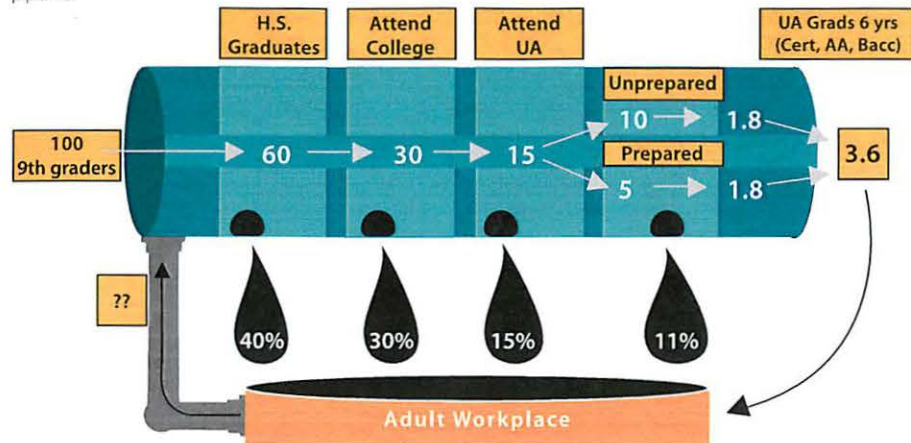 H.S.
Graduates
Attend
College
Attend
UA
UA Grads 6 yrs
(Cert, AA, Bacc)
Unprepared
10
1.8
100
9th graders
60
30
15
3.6
Prepared
5
1.8
??
40%
30%
15%
11%
Adult Workplace